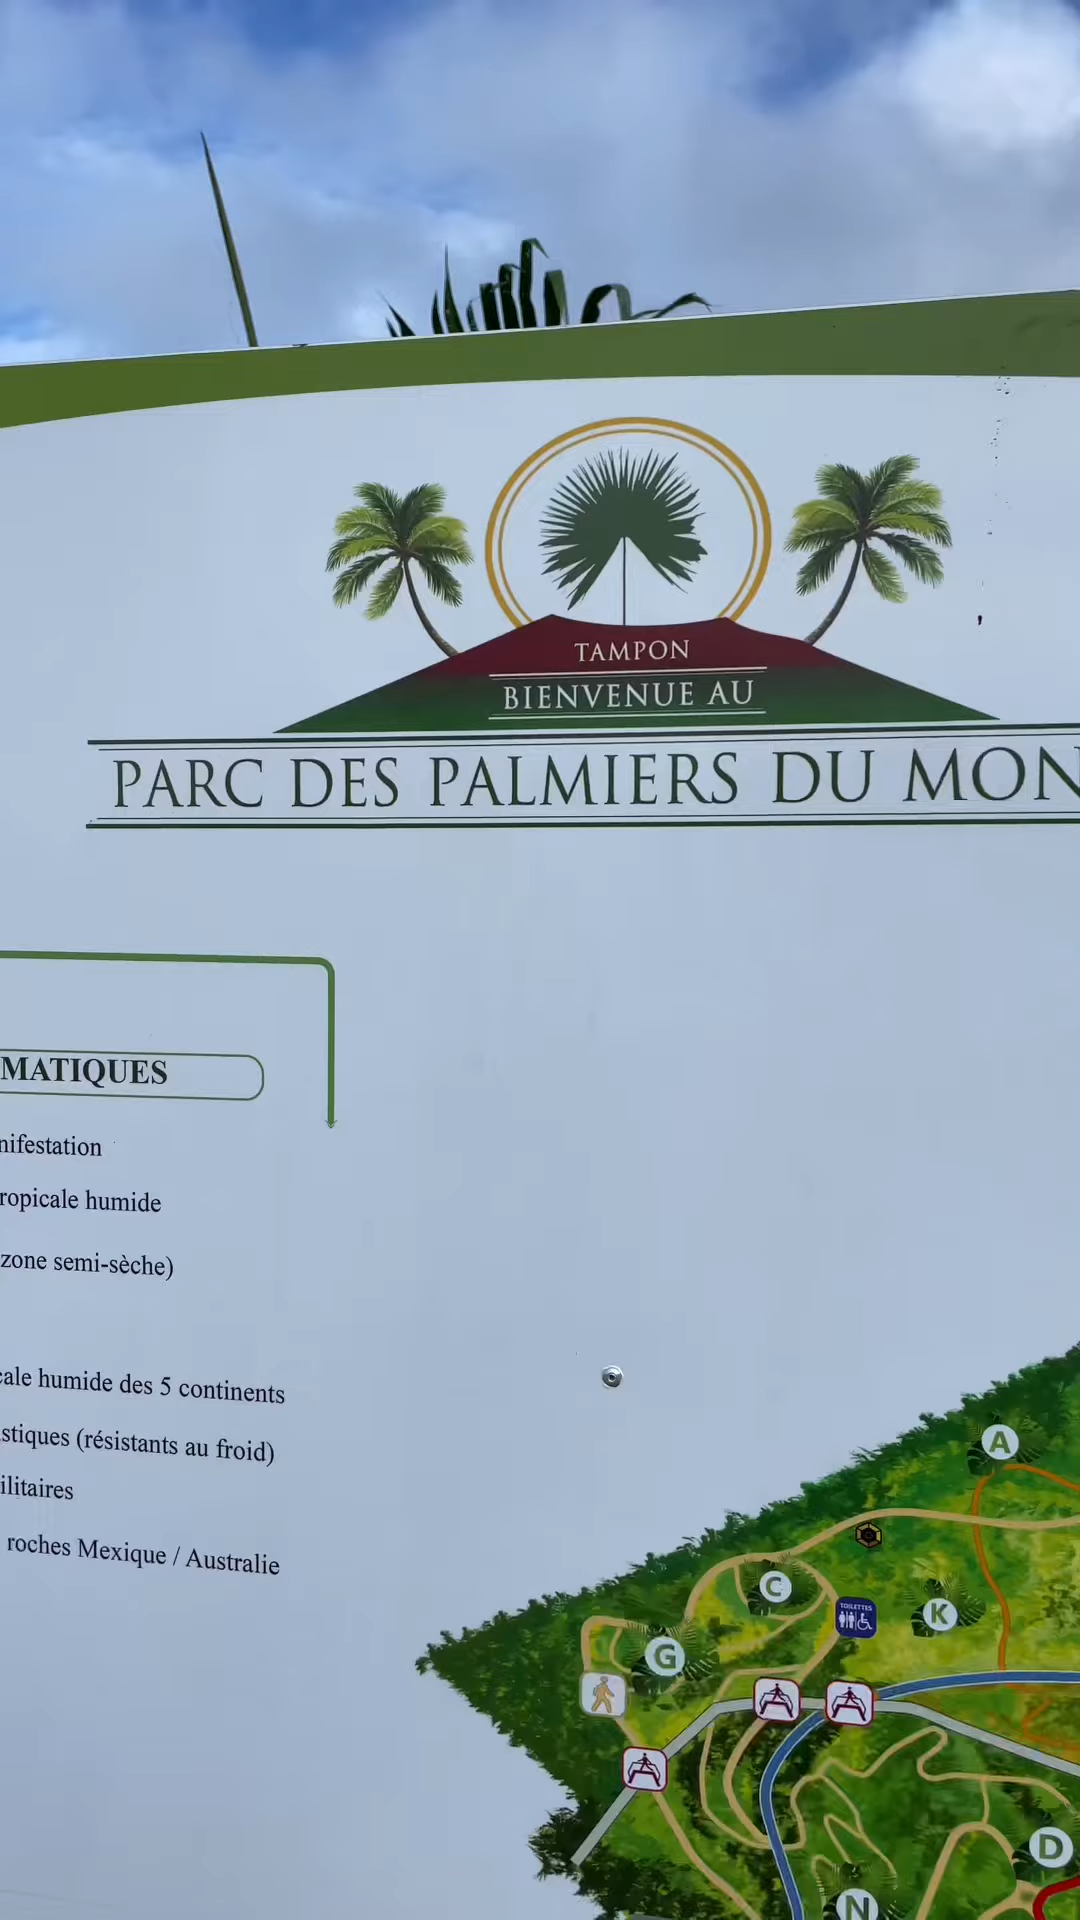 TAMPON
BIENVENUE AU
PARC DES PALMIERS DU MON
MATIQUES
nifestation
ropicale humide
zone semi-sèche)
cale humide des 5 continents
stiques (résistants au froid)
ilitaires
roches Mexique / Australie
A
C
TOILETTES
K
G
D
N